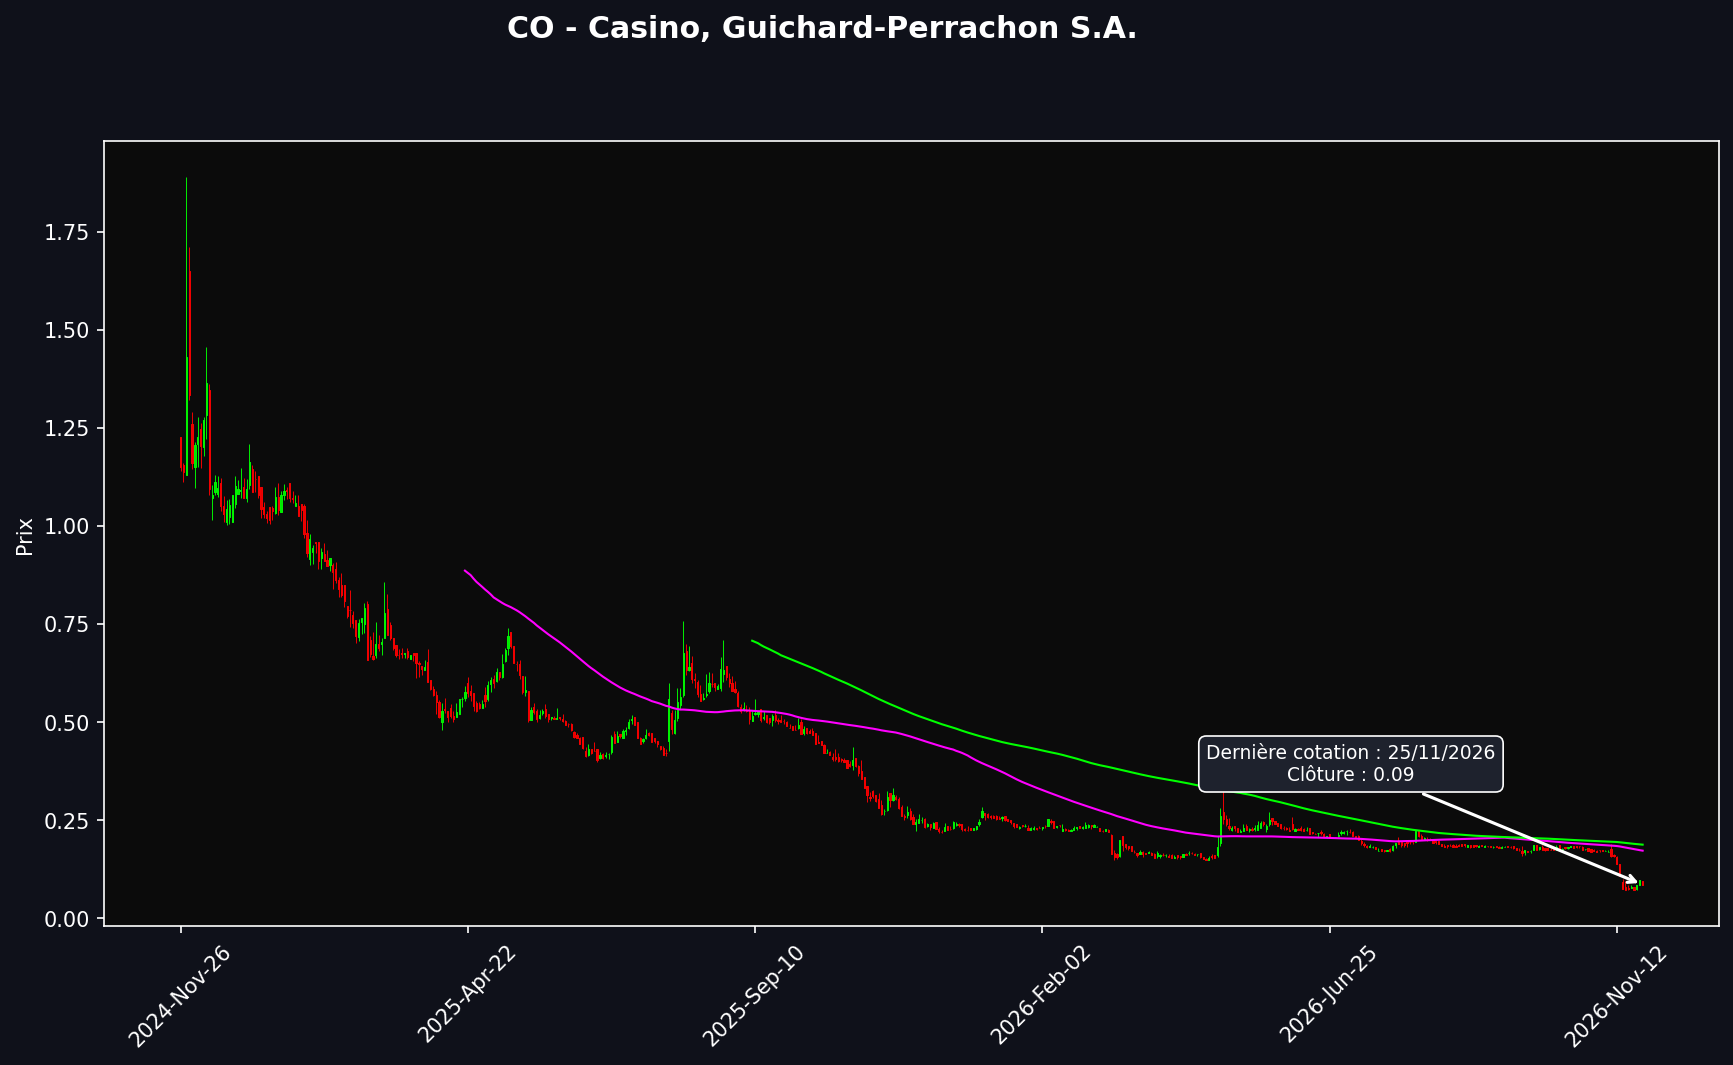 CO - Casino, Guichard-Perrachon S.A.
Prix
1.75
1.50
1.25
1.00
0.75
0.50
0.25
0.00
Dernière cotation : 25/11/2026
Clôture : 0.09
2024-Nov-26
2025-Apr-22
2025-Sep-10
2026-Feb-02
2026-Jun-25
2026-Nov-12